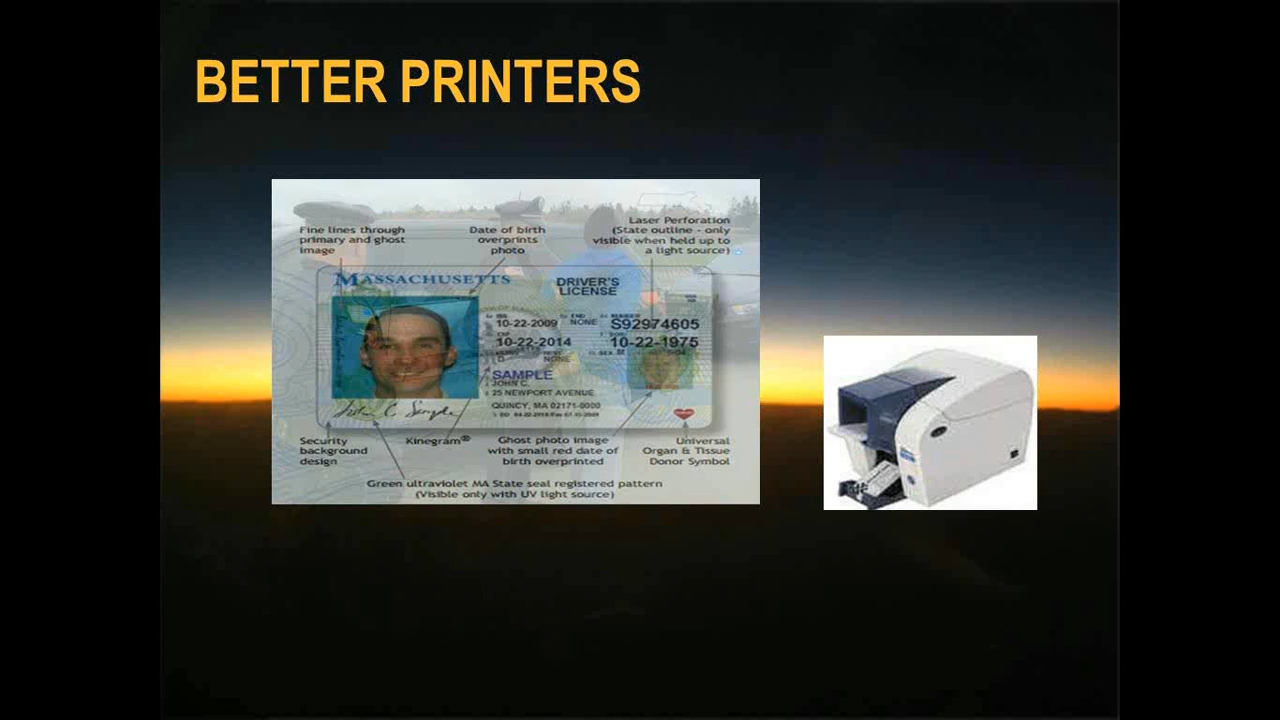 BETTER PRINTERS
Fine lines through
primary and ghost
image
Date of birth
overprints
photo
Laser Perforation
(State outline - only
visible when held up to
a light source)
MASSACHUSETTS
DRIVER'S
LICENSE
10-22-2009
END
NONE
S92974605
10-22-2014
10-22-1975
NONE
SEX M
SAMPLE
JOHN C.
25 NEWPORT AVENUE
QUINCY, MA 02171-0000
Security
background
design
Kinegram®
Ghost photo image
with small red date of
birth overprinted
Universal
Organ & Tissue
Donor Symbol
Green ultraviolet MA State seal registered pattern
(Visible only with UV light source)